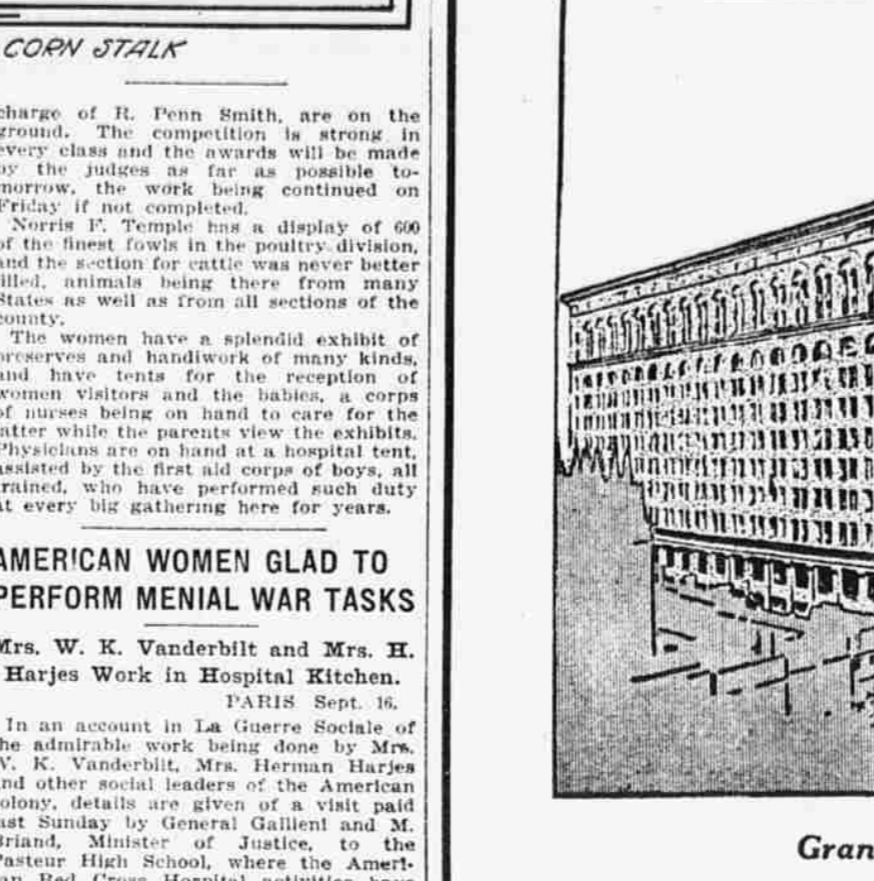 CORN STALK
charge of R. Penn Smith, are on the
ground. The competition is strong in
every class and the awards will be made
by the judges as far as possible to-
morrow, the work being continued on
Friday if not completed.
Norris F. Temple has a display of 600
of the finest fowls in the poultry division,
and the section for cattle was never better
filled, animals being there from many
States as well as from all sections of the
county.
The women have a splendid exhibit of
preserves and handiwork of many kinds,
and have tents for the reception of
women visitors and the babies, a corps
of nurses being on hand to care for the
latter while the parents view the exhibits.
Physicians are on hand at a hospital tent,
assisted by the first aid corps of boys, all
trained, who have performed such duty
at every big gathering here for years.
AMERICAN WOMEN GLAD TO
PERFORM MENIAL WAR TASKS
Mrs. W. K. Vanderbilt and Mrs. H.
Harjes Work in Hospital Kitchen.
PARIS Sept. 16.
In an account in La Guerre Sociale of
the admirable work being done by Mrs.
W. K. Vanderbilt, Mrs. Herman Harjes
and other social leaders of the American
colony, details are given of a visit paid
last Sunday by General Gallieni and M.
Briand, Minister of Justice, to the
Pasteur High School, where the Ameri-
can Red Cross Hospital activities have
Gran